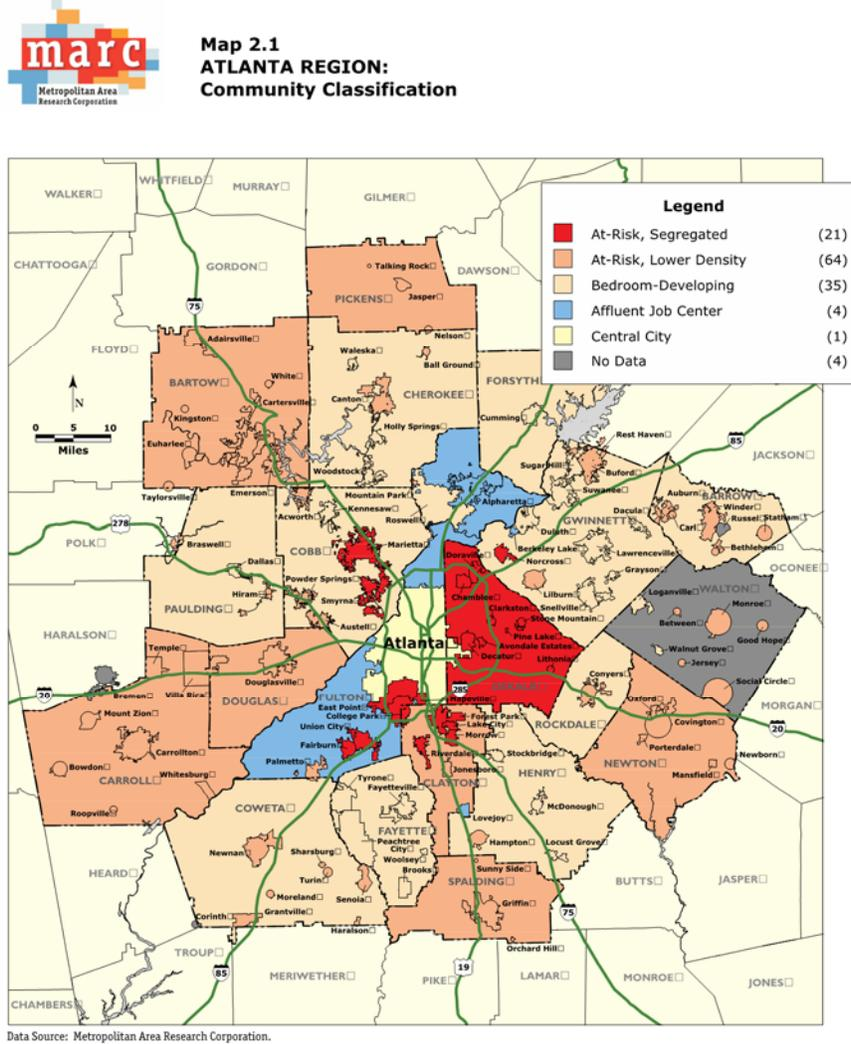 marc
Metropolitan Area
Research Corporation
Map 2.1
ATLANTA REGION:
Community Classification
Legend
At-Risk, Segregated (21)
At-Risk, Lower Density (64)
Bedroom-Developing (35)
Affluent Job Center (4)
Central City (1)
No Data (4)
WALKER
WHITFIELD
MURRAY
GILMER
CHATTOOGA
GORDON
DAWSON
Talking Rock
PICKENS
Jasper
75
FLOYD
Adairsville
Nelson
Waleska
Ball Ground
N
BARTOW
White
CHEROKEE
FORSYTH
Cartersville
Canton
Kingston
Cumming
0 5 10
Miles
Holly Springs
Rest Haven
85
Euharlee
JACKSON
Woodstock
Sugar Hill
Buford
Taylorsville
Emerson
Mountain Park
Alpharetta
Suwanee
Auburn
BARROW
Kennesaw
Dacula
Winder
278
Acworth
Roswell
GWINNETT
Carl
Russel
Statham
POLK
Braswell
COBB
Marietta
Duluth
Doraville
Berkeley Lake
Lawrenceville
Bethlehem
Dallas
Norcross
Grayson
OCONEE
Powder Springs
Hiram
Chamblee
Lilburn
Loganville
WALTON
PAULDING
Smyrna
Clarkston
Snellville
Monroe
Stone Mountain
Between
Austell
HARALSON
Atlanta
Pine Lake
Good Hope
Avondale Estates
Temple
Decatur
Lithonia
Walnut Grove
Jersey
Douglasville
Conyers
Social Circle
20
Bremen
Villa Rica
FULTON
285
DEKALB
Oxford
MORGAN
DOUGLAS
East Point
Hapeville
Mount Zion
College Park
Forest Park
Covington
Union City
Lake City
ROCKDALE
20
Morrow
Fairburn
Carrollton
Riverdale
Stockbridge
Porterdale
Newborn
Bowdon
Palmetto
Jonesboro
NEWTON
CARROLL
Whitesburg
Tyrone
CLAYTON
HENRY
Mansfield
Fayetteville
Roopville
COWETA
McDonough
Lovejoy
FAYETTE
Peachtree
City
Hampton
Locust Grove
Newnan
Sharsburg
Woolsey
HEARD
Brooks
Sunny Side
Turin
SPALDING
BUTTS
JASPER
Moreland
Senoia
Griffin
Corinth
Grantville
75
Haralson
TROUP
Orchard Hill
85
MERIWETHER
PIKE
19
LAMAR
MONROE
JONES
CHAMBERS
Data Source: Metropolitan Area Research Corporation.